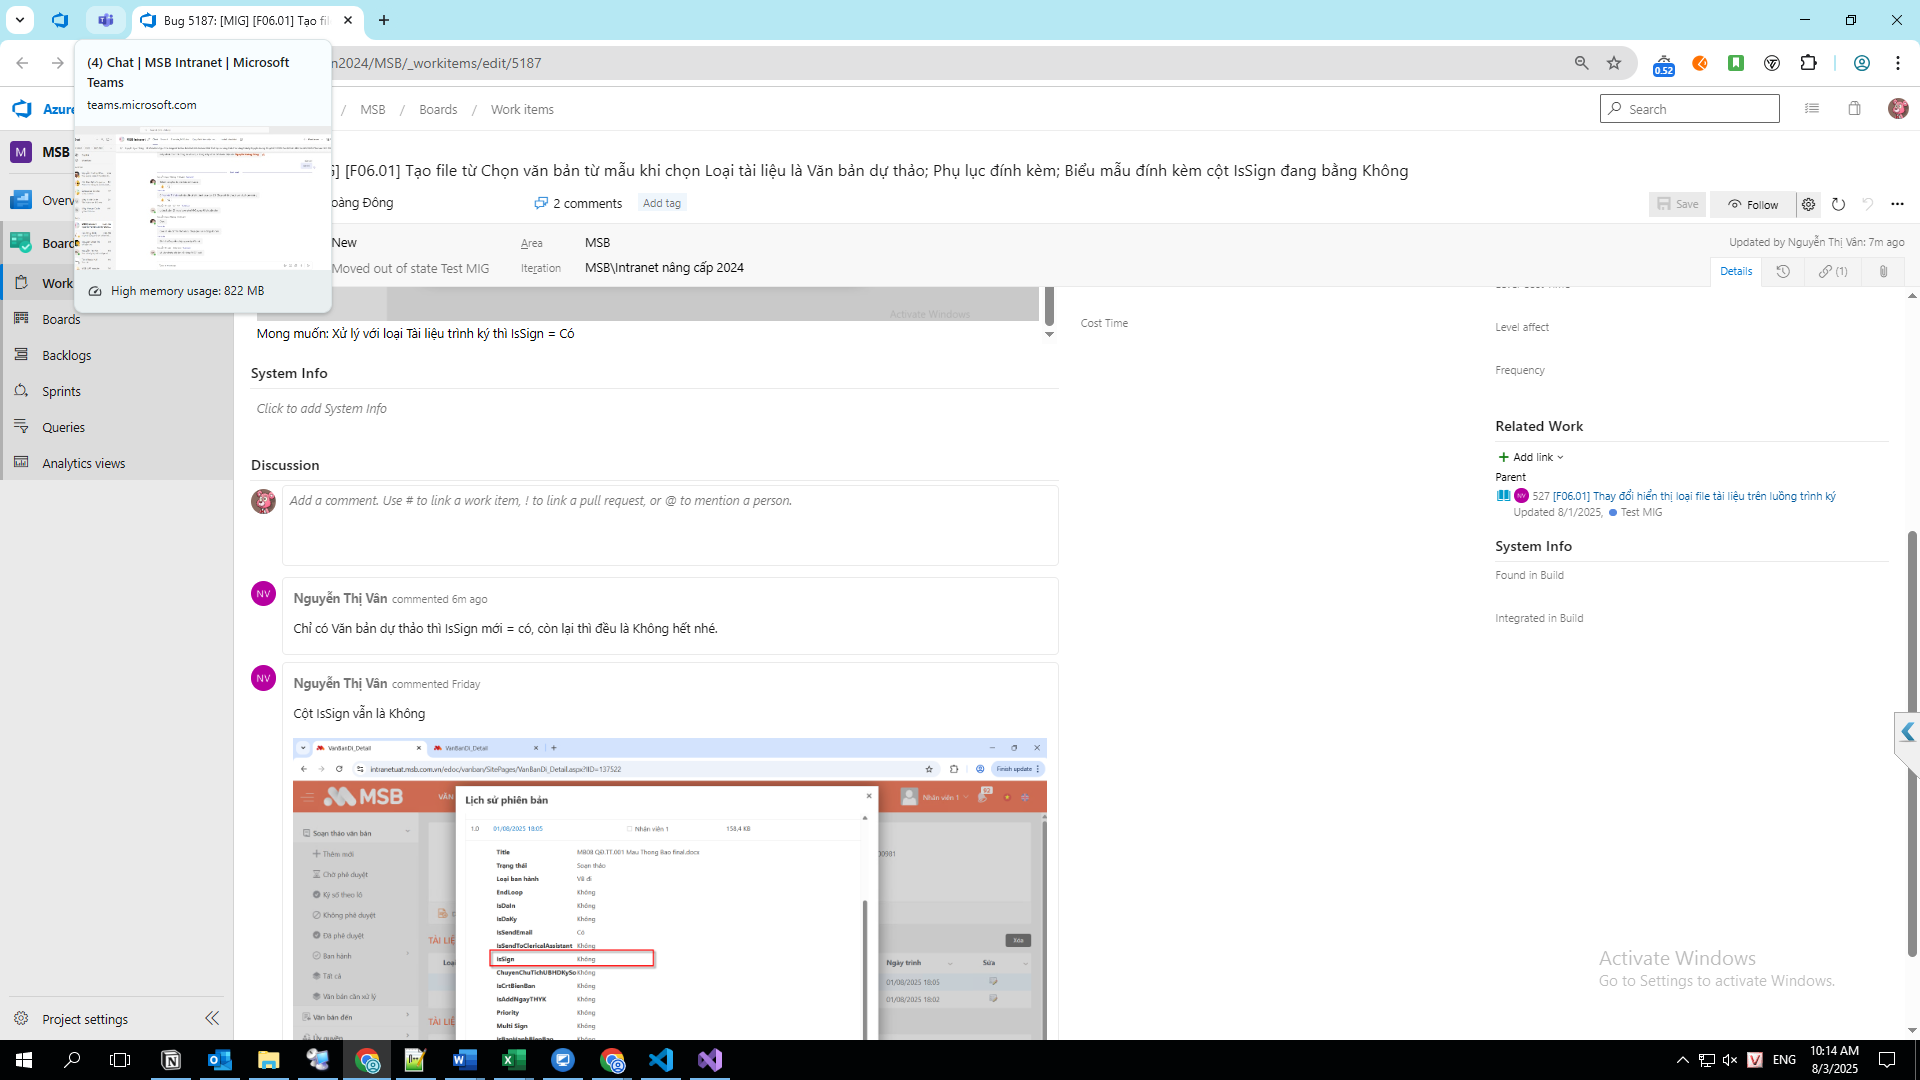 Bug 5187: [MIG] [F06.01] Tạo fil
(4) Chat | MSB Intranet | Microsoft
Teams
teams.microsoft.com
High memory usage: 822 MB
n2024/MSB/_workitems/edit/5187
0.52
Azure
/ MSB / Boards / Work items
Search
M MSB
[F06.01] Tạo file từ Chọn văn bản từ mẫu khi chọn Loại tài liệu là Văn bản dự thảo; Phụ lục đính kèm; Biểu mẫu đính kèm cột IsSign đang bằng Không
oàng Đông
2 comments
Add tag
Save
Follow
New
Area
MSB
Updated by Nguyễn Thị Vân: 7m ago
Moved out of state Test MIG
Iteration
MSB\Intranet nâng cấp 2024
Details
(1)
Overv
Board
Work
Boards
Backlogs
Sprints
Queries
Analytics views
Project settings
Activate Windows
Mong muốn: Xử lý với loại Tài liệu trình ký thì IsSign = Có
System Info
Click to add System Info
Discussion
Add a comment. Use # to link a work item, ! to link a pull request, or @ to mention a person.
NV
Nguyễn Thị Vân commented 6m ago
Chỉ có Văn bản dự thảo thì IsSign mới = có, còn lại thì đều là Không hết nhé.
NV
Nguyễn Thị Vân commented Friday
Cột IsSign vẫn là Không
VanBanDi_Detail
VanBanDi_Detail
intranetuat.msb.com.vn/edoc/vanban/SitePages/VanBanDi_Detail.aspx?IID=137522
Finish update
MSB
VĂN
Nhân viên 1
92
Lịch sử phiên bản
1.0 01/08/2025 18:05 Nhân viên 1 158.4 KB
Title MB08 QĐ.TT.001 Mau Thong Bao final.docx
Trạng thái Soạn thảo
Loại ban hành Về đi
EndLoop Không
IsDaIn Không
IsDaKy Không
IsSendEmail Có
IsSendToClericalAssistant Không
IsSign Không
ChuyenChuTichUBHDKySo Không
IsCrtBienBan Không
IsAddNgayTHYK Không
Priority Không
Multi Sign Không
Soạn thảo văn bản
Thêm mới
Chờ phê duyệt
Ký số theo lô
Không phê duyệt
Đã phê duyệt
Ban hành
Tất cả
Văn bản cần xử lý
Văn bản đến
Ủy quyền
TÀI LIỆ
Loại
TÀI LIỆ
00981
Xóa
Ngày trình
Sửa
01/08/2025 18:05
01/08/2025 18:02
Cost Time
Level affect
Frequency
Related Work
Add link
Parent
NV 527 [F06.01] Thay đổi hiển thị loại file tài liệu trên luồng trình ký
Updated 8/1/2025, Test MIG
System Info
Found in Build
Integrated in Build
Activate Windows
Go to Settings to activate Windows.
ENG
10:14 AM
8/3/2025